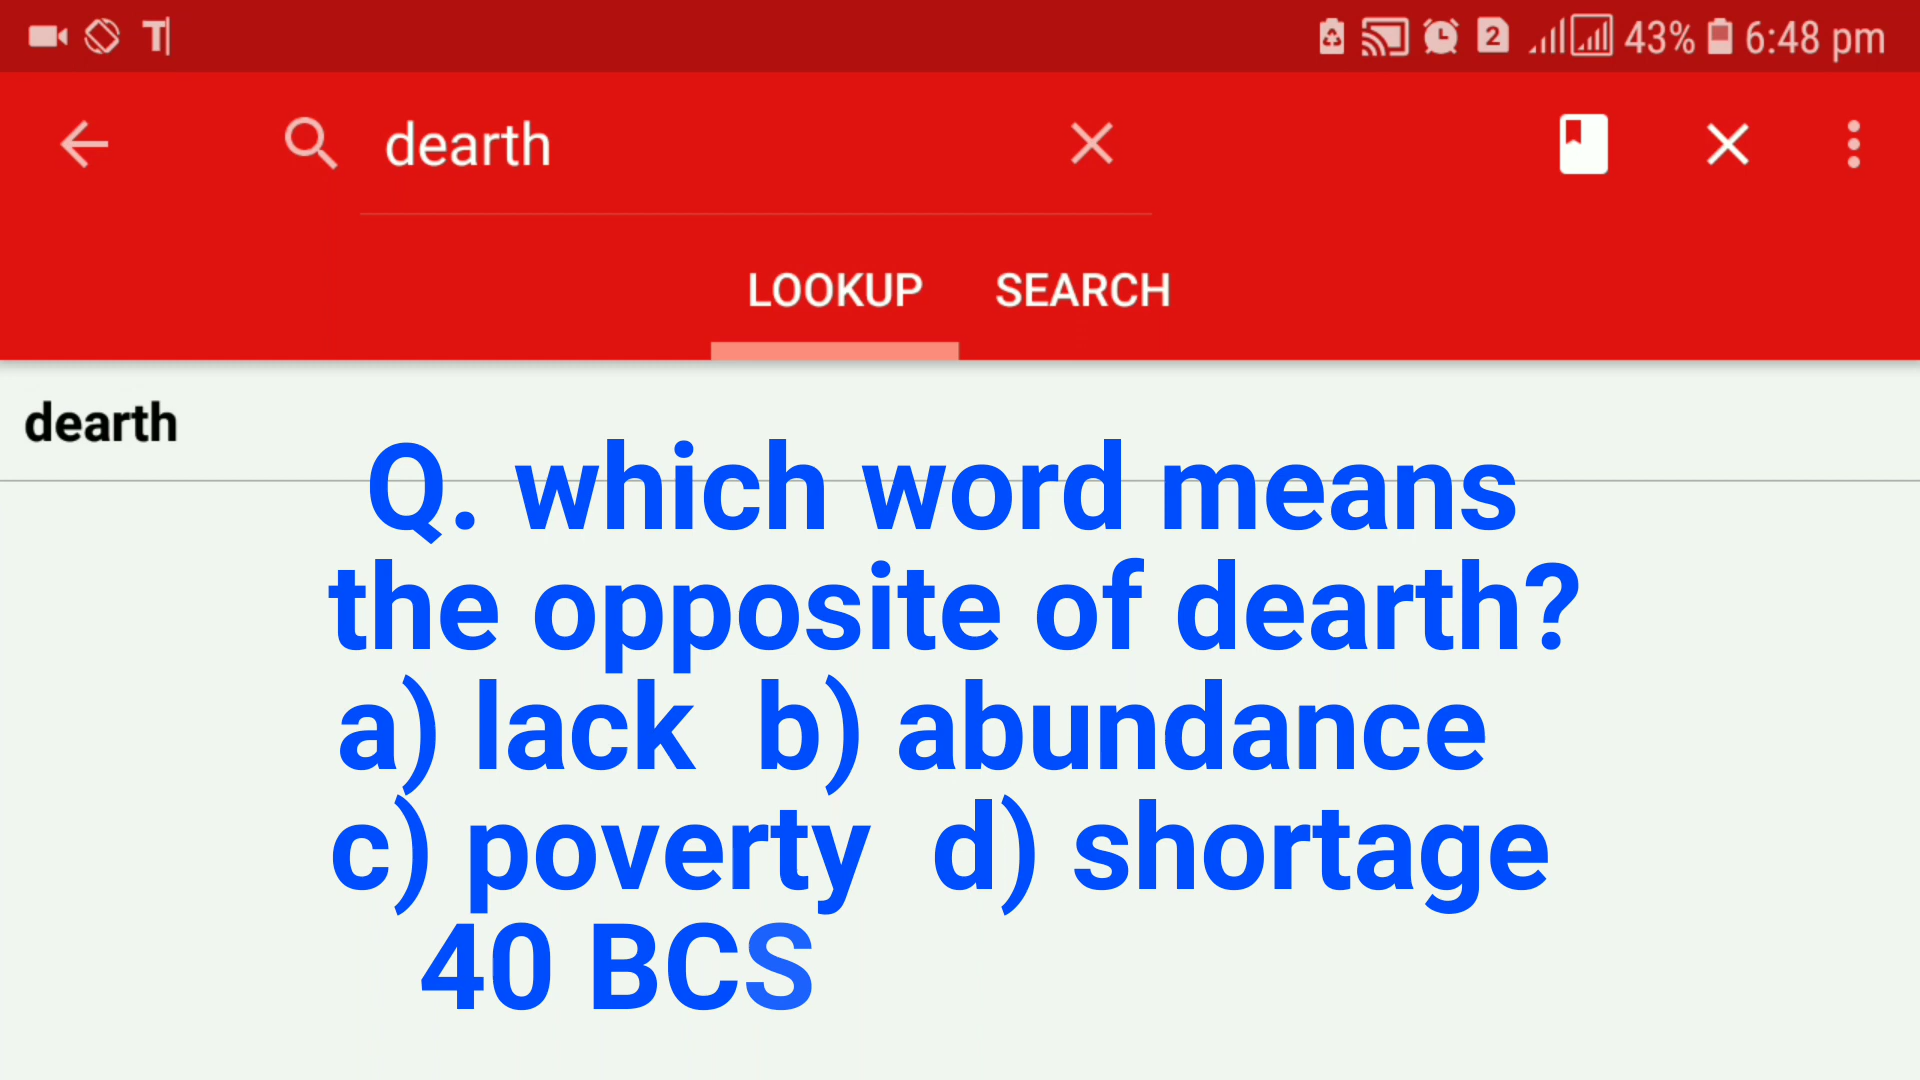 T 2 43% 6:48 pm
dearth
LOOKUP SEARCH
dearth
Q. which word means
the opposite of dearth?
a) lack b) abundance
c) poverty d) shortage
40 BCS